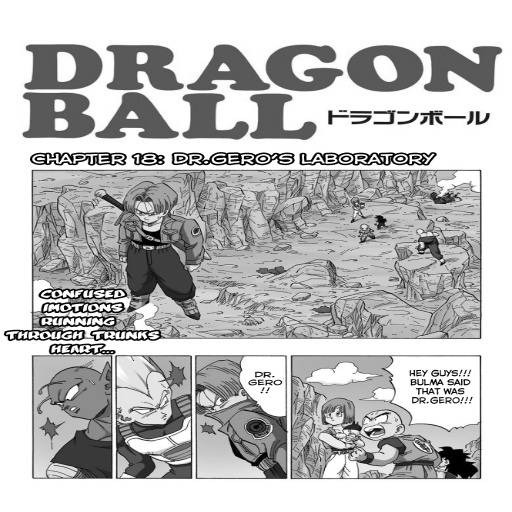 DRAGON
BALL ドラゴンボール
CHAPTER 18: DR.GERO'S LABORATORY
CONFUSED
IMOTIONS
RUNNING
THROUGH TRUNKS
HEART...
DR.
GERO
!!
HEY GUYS!!!
BULMA SAID
THAT WAS
DR.GERO!!!